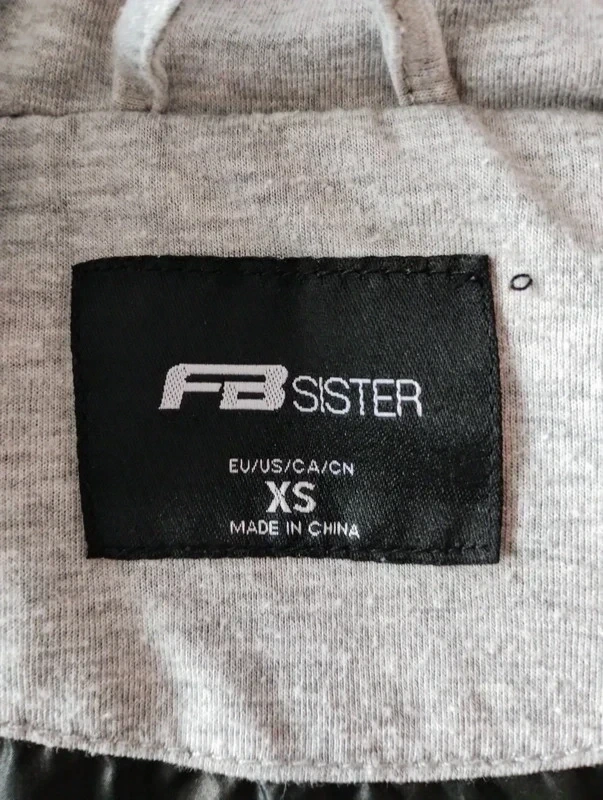 FB SISTER
EU/US/CA/CN
XS
MADE IN CHINA